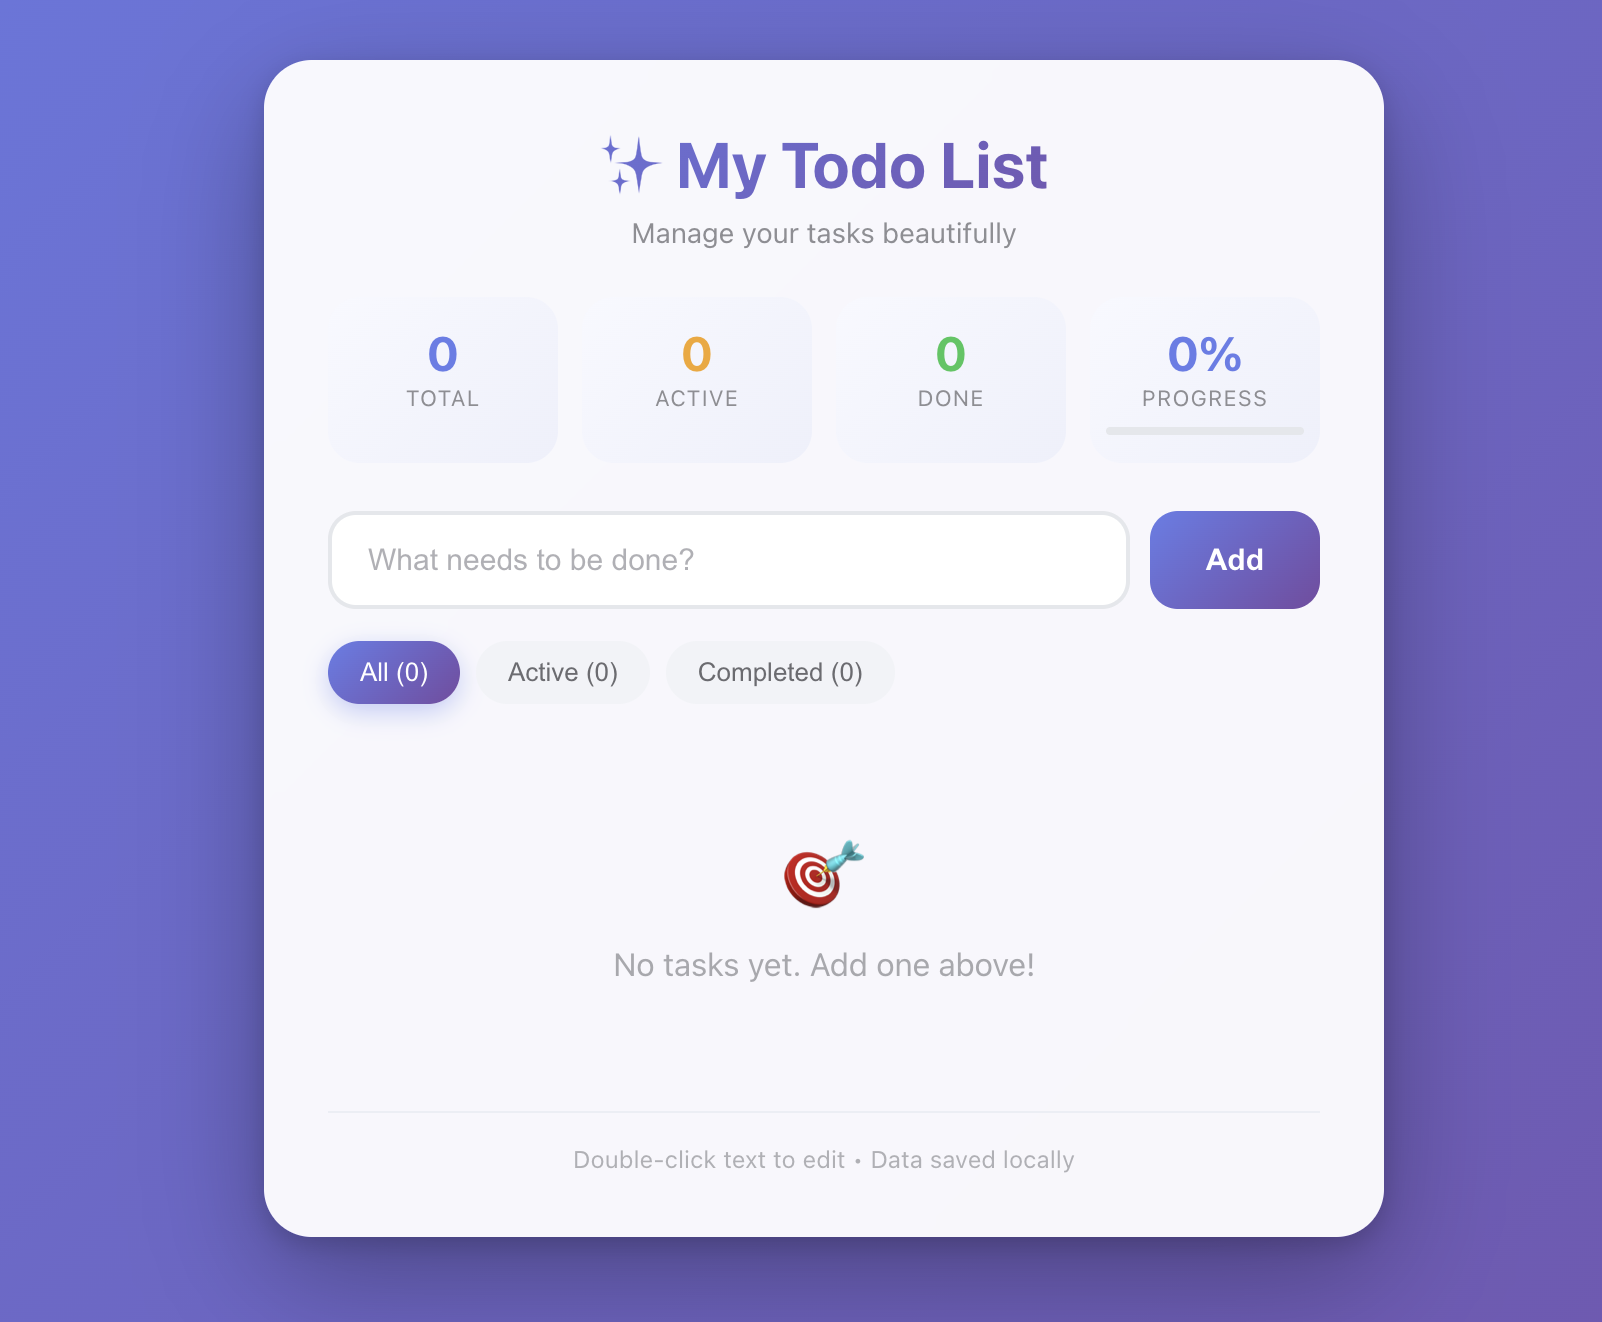 ✨ My Todo List
Manage your tasks beautifully
0
TOTAL
0
ACTIVE
0
DONE
0%
PROGRESS
What needs to be done?
Add
All (0)
Active (0)
Completed (0)
No tasks yet. Add one above!
Double-click text to edit • Data saved locally